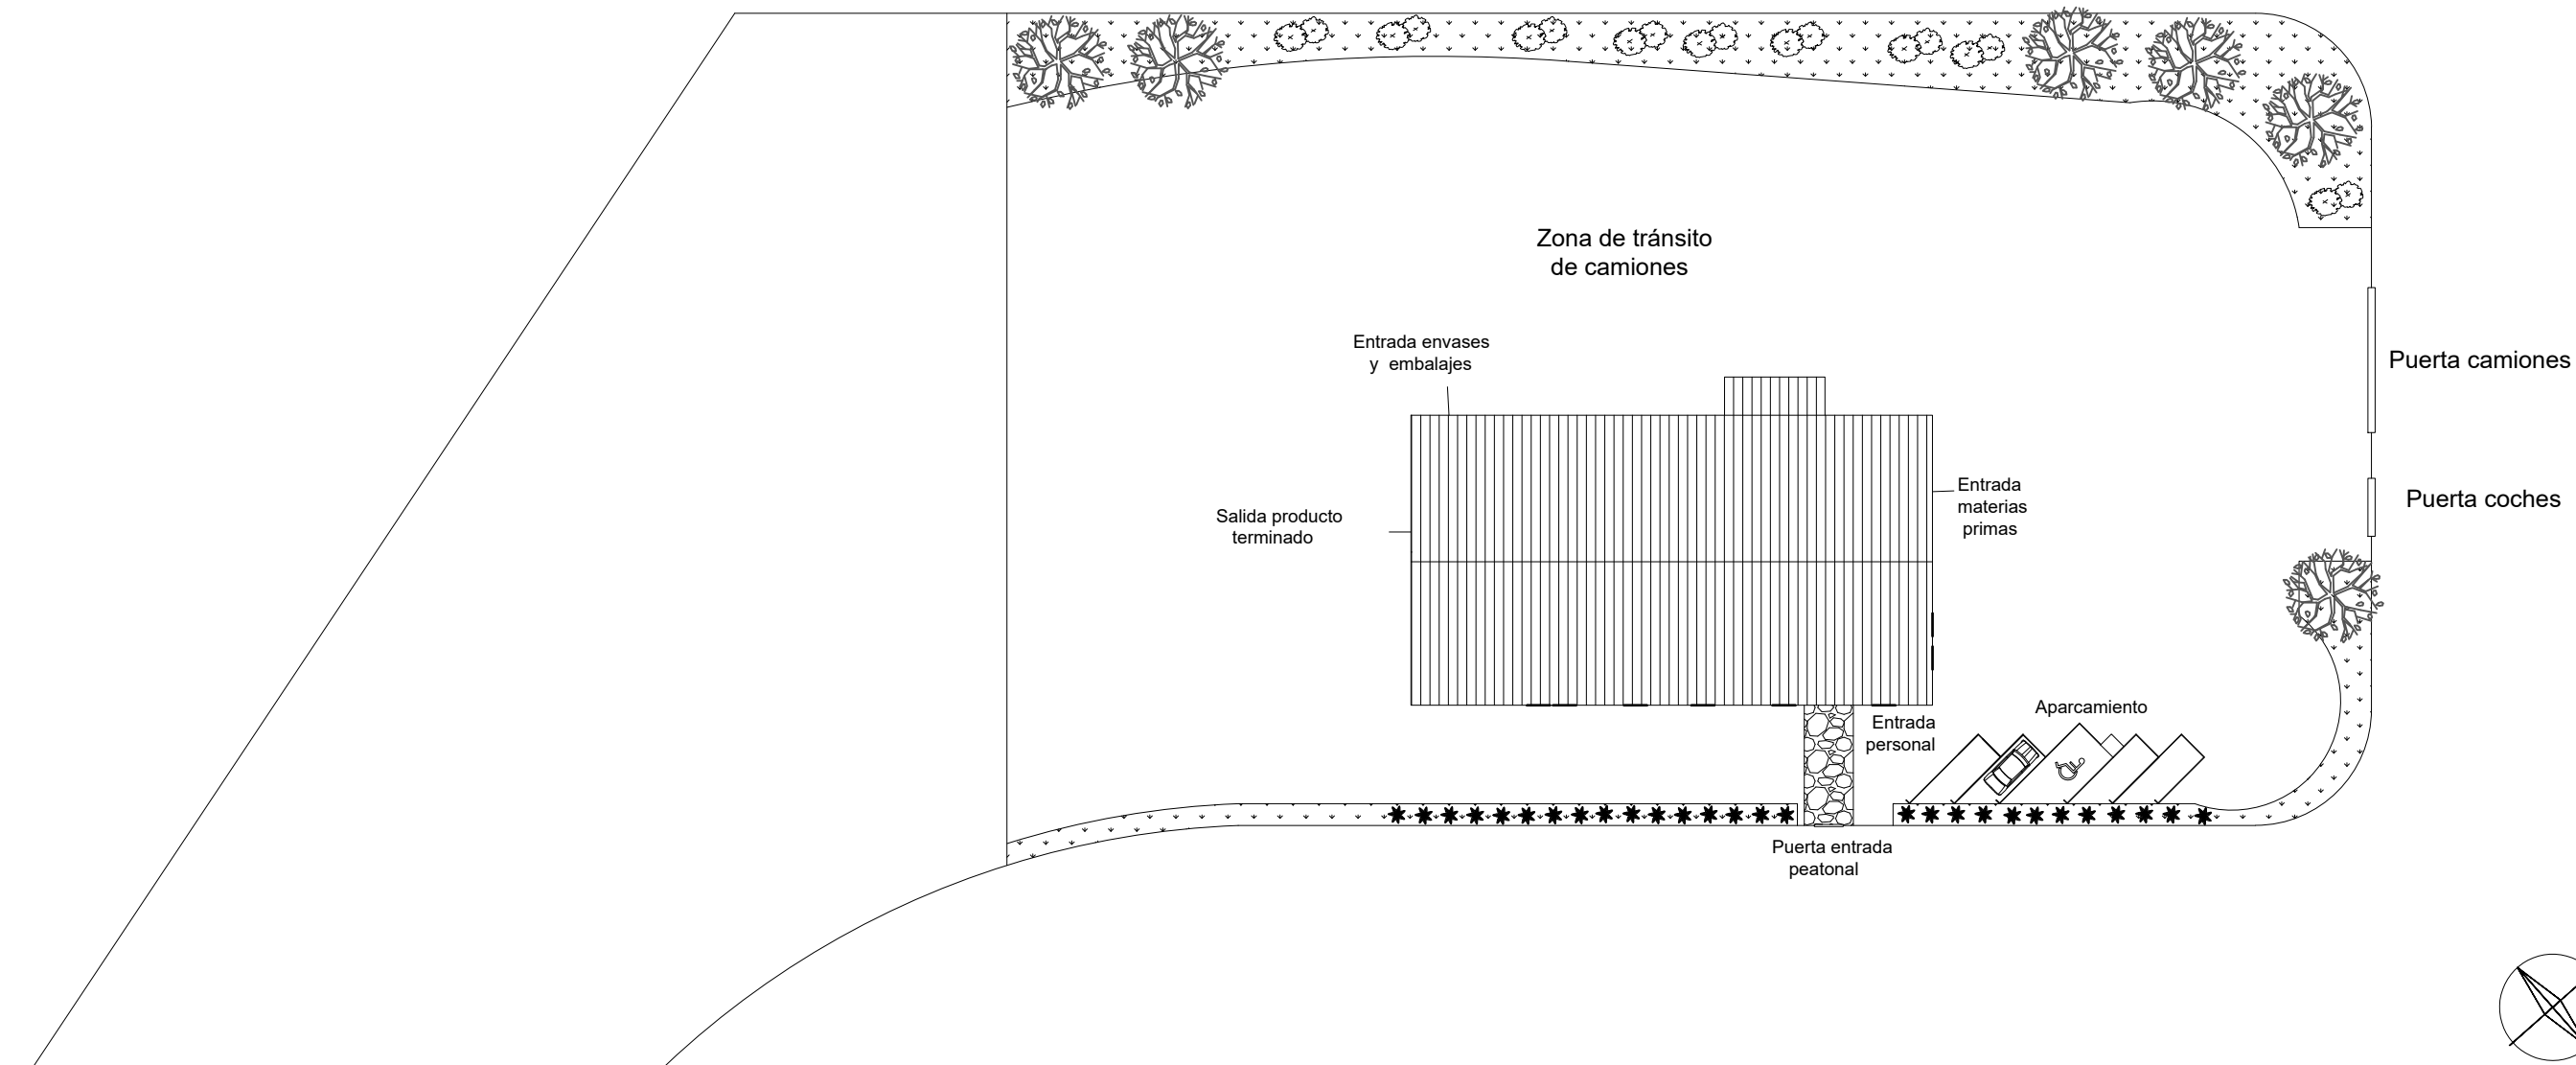 Zona de tránsito
de camiones
Entrada envases
y embalajes
Puerta camiones
Entrada
materias
primas
Puerta coches
Salida producto
terminado
Aparcamiento
Entrada
personal
Puerta entrada
peatonal